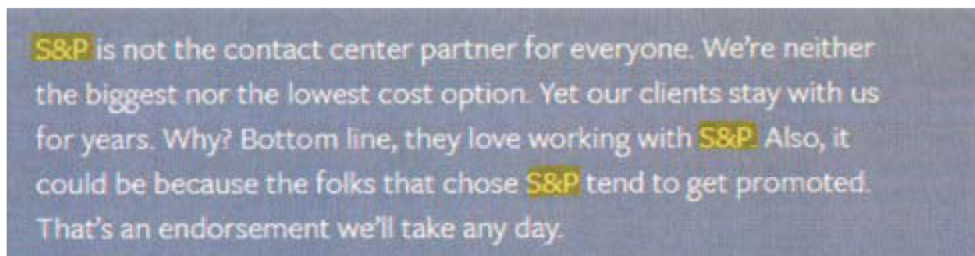 S&P is not the contact center partner for everyone. We're neither
the biggest nor the lowest cost option. Yet our clients stay with us
for years. Why? Bottom line, they love working with S&P. Also, it
could be because the folks that chose S&P tend to get promoted.
That's an endorsement we'll take any day.